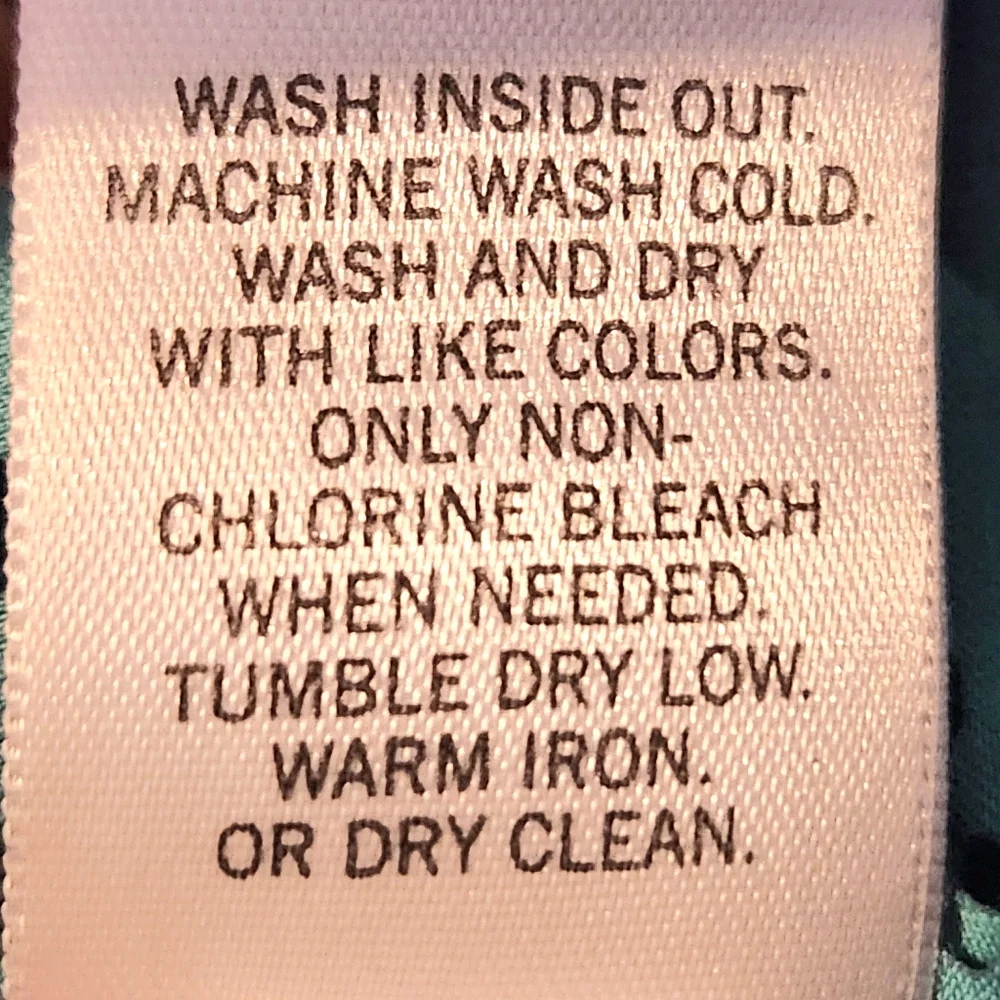 WASH INSIDE OUT.
MACHINE WASH COLD.
WASH AND DRY
WITH LIKE COLORS.
ONLY NON-
CHLORINE BLEACH
WHEN NEEDED.
TUMBLE DRY LOW.
WARM IRON.
OR DRY CLEAN.